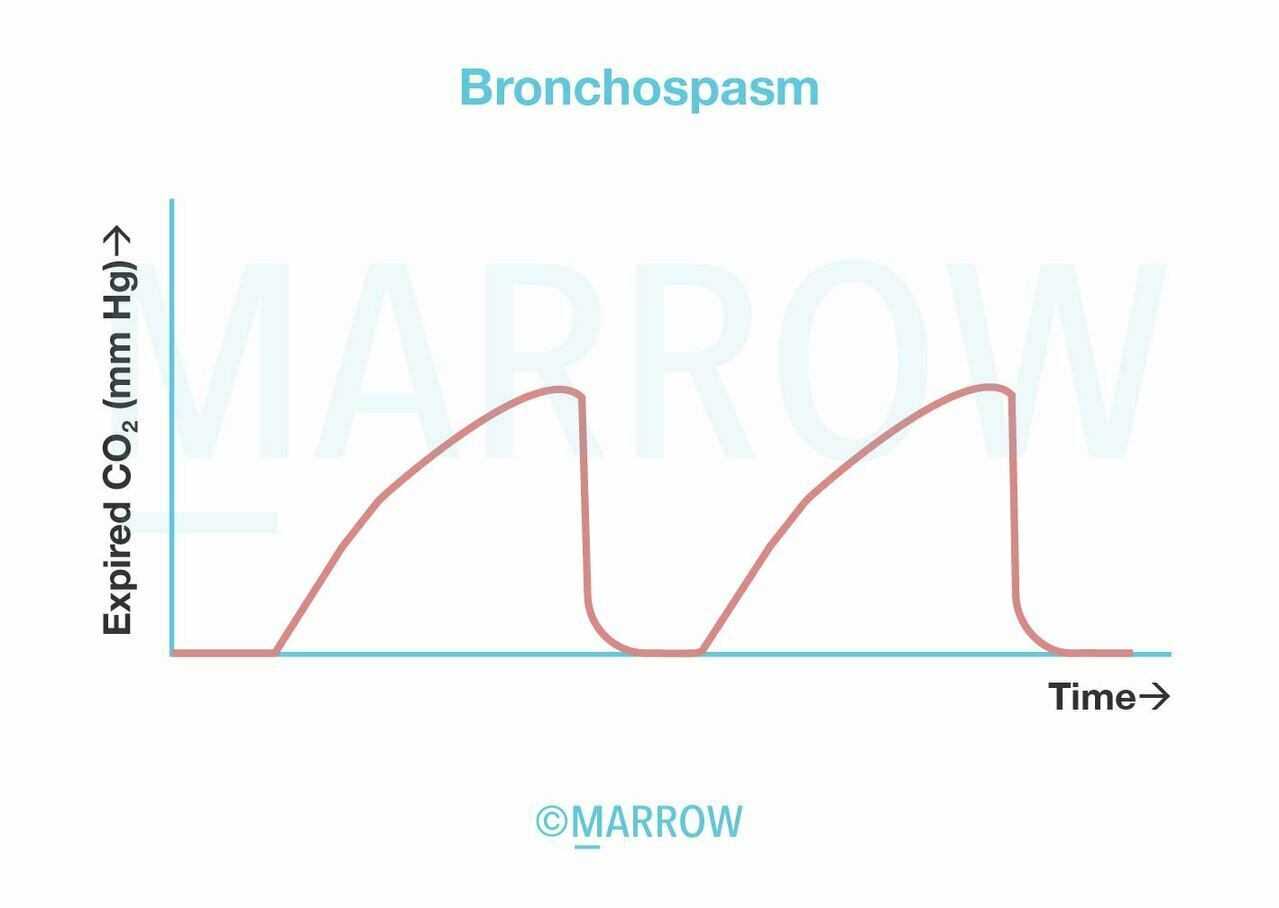 Bronchospasm
MARROW
Expired CO₂ (mm Hg)→
Time→
©MARROW